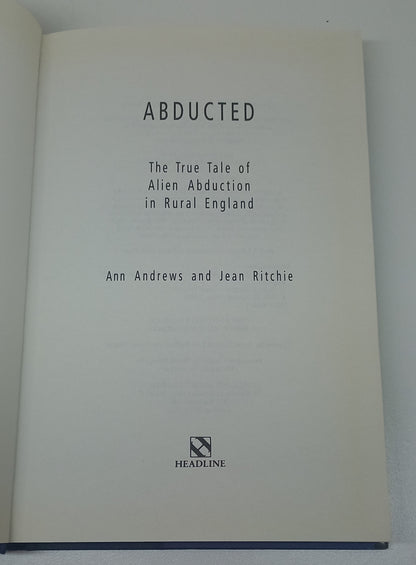 ABDUCTED
The True Tale of
Alien Abduction
in Rural England
Ann Andrews and Jean Ritchie
HEADLINE